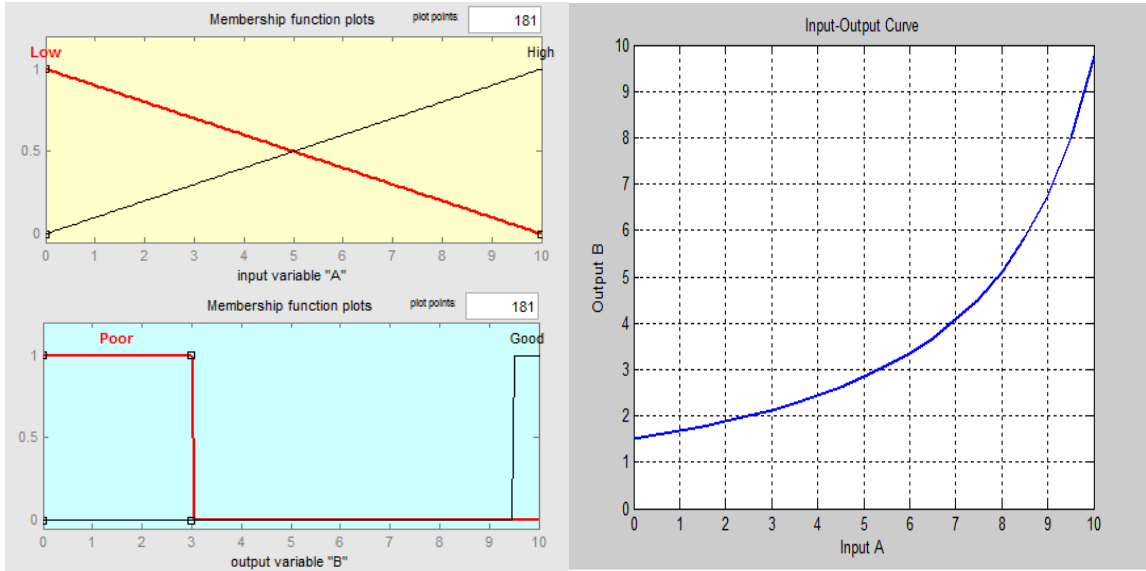 Membership function plots plot points: 181
Low High
1
0.5
0
0 1 2 3 4 5 6 7 8 9 10
input variable "A"
Membership function plots plot points: 181
Poor Good
1
0.5
0
0 1 2 3 4 5 6 7 8 9 10
output variable "B"
Input-Output Curve
10
9
8
7
6
5
4
3
2
1
0
Output B
0 1 2 3 4 5 6 7 8 9 10
Input A